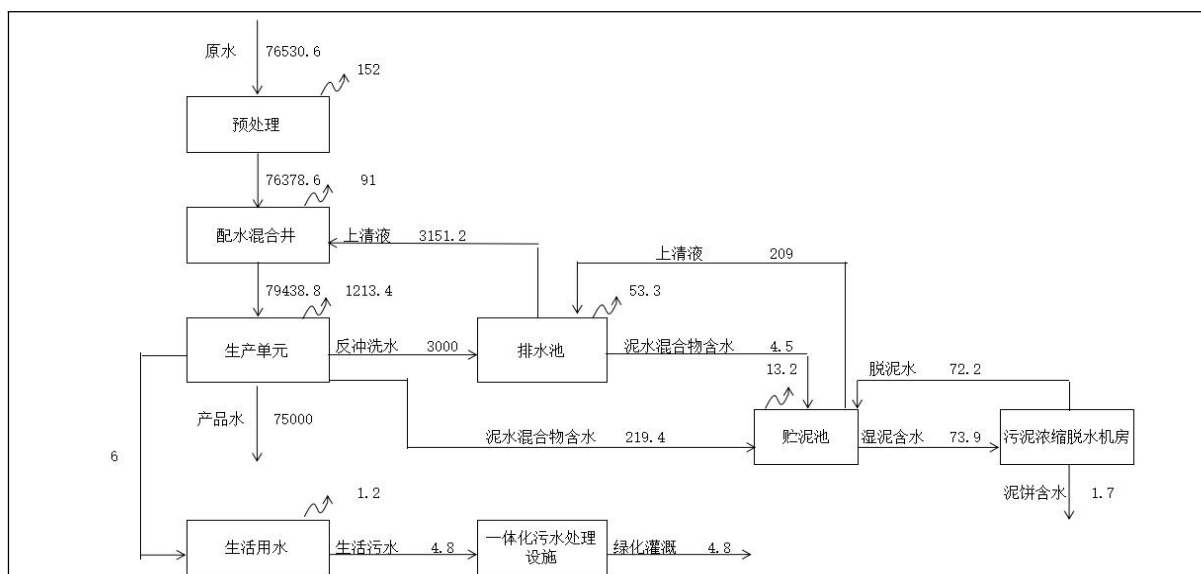 原水 76530.6
152
预处理
76378.6 91
配水混合井
上清液 3151.2
上清液 209
79438.8 1213.4
53.3
生产单元
反冲洗水 3000
排水池
泥水混合物含水 4.5
13.2
脱泥水 72.2
产品水 75000
泥水混合物含水 219.4
贮泥池
湿泥含水 73.9
污泥浓缩脱水机房
6
1.2
泥饼含水 1.7
生活用水
生活污水 4.8
一体化污水处理
设施
绿化灌溉 4.8